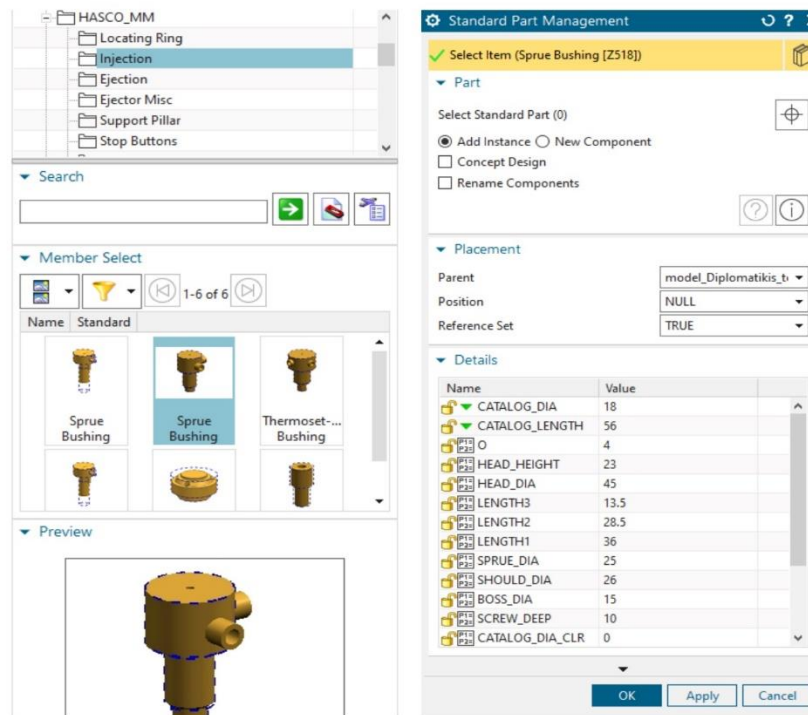 HASCO_MM
Locating Ring
Injection
Ejection
Ejector Misc
Support Pillar
Stop Buttons
Search
Member Select
1-6 of 6
Name Standard
Sprue Bushing
Sprue Bushing
Thermoset-... Bushing
Preview
Standard Part Management
Select Item (Sprue Bushing [Z518])
Part
Select Standard Part (0)
Add Instance New Component
Concept Design
Rename Components
Placement
Parent model_Diplomatikis_t
Position NULL
Reference Set TRUE
Details
Name Value
CATALOG_DIA 18
CATALOG_LENGTH 56
O 4
HEAD_HEIGHT 23
HEAD_DIA 45
LENGTH3 13.5
LENGTH2 28.5
LENGTH1 36
SPRUE_DIA 25
SHOULD_DIA 26
BOSS_DIA 15
SCREW_DEEP 10
CATALOG_DIA_CLR 0
OK Apply Cancel